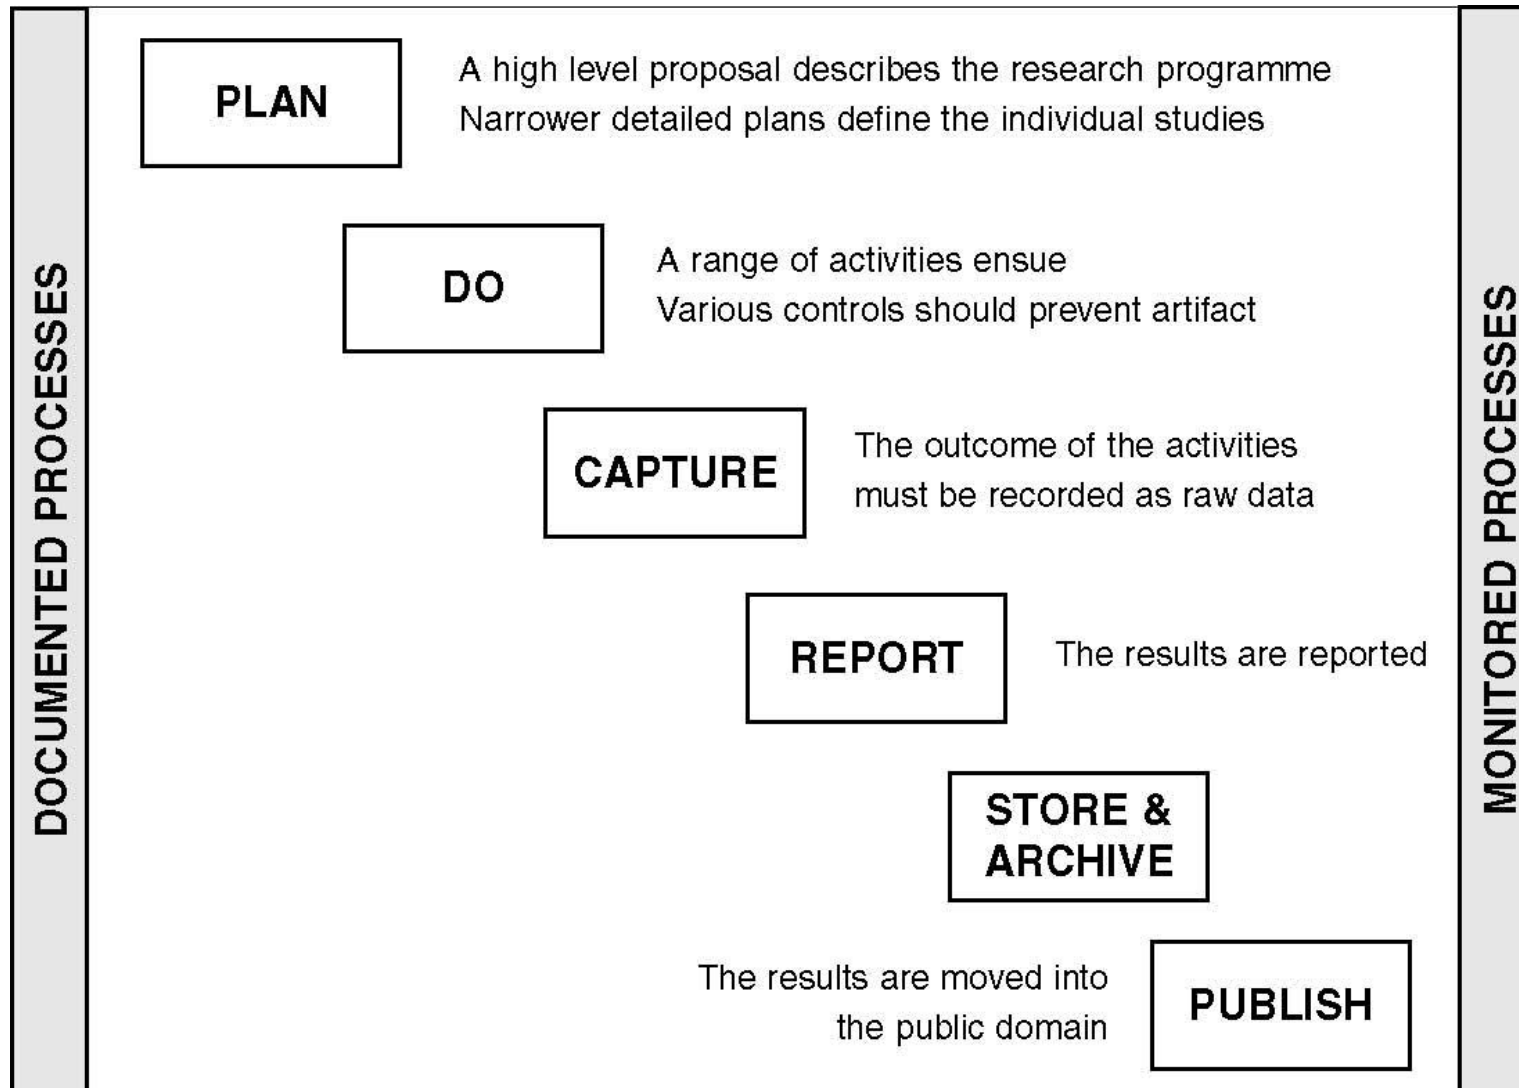 DOCUMENTED PROCESSES
PLAN
A high level proposal describes the research programme
Narrower detailed plans define the individual studies
DO
A range of activities ensue
Various controls should prevent artifact
CAPTURE
The outcome of the activities
must be recorded as raw data
REPORT
The results are reported
STORE &
ARCHIVE
The results are moved into
the public domain
PUBLISH
MONITORED PROCESSES